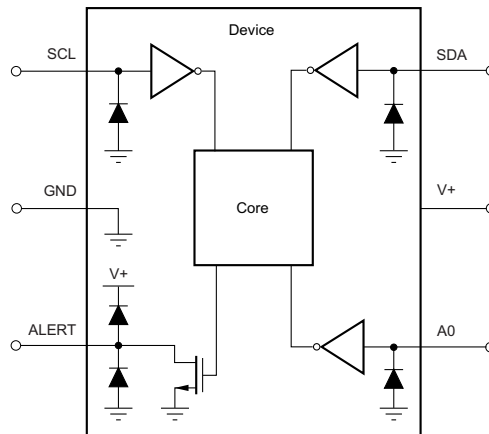 Device
SCL
SDA
GND
Core
V+
V+
ALERT
A0